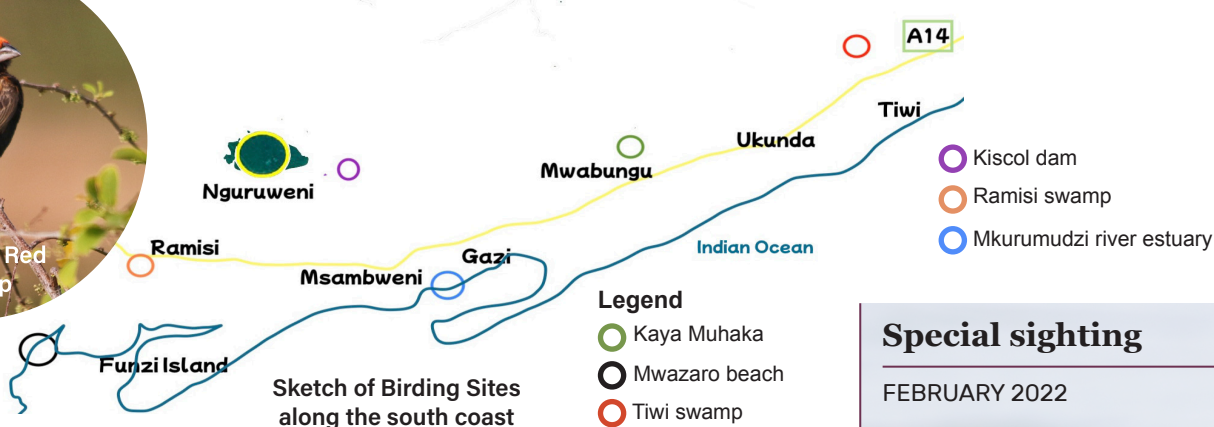 A14
Tiwi
Ukunda
Mwabungu
Nguruweni
Ramisi
Gazi
Msambweni
Indian Ocean
Funzi Island
Red
Sketch of Birding Sites
along the south coast
Legend
Kaya Muhaka
Mwazaro beach
Tiwi swamp
Kiscol dam
Ramisi swamp
Mkurumudzi river estuary
Special sighting
FEBRUARY 2022